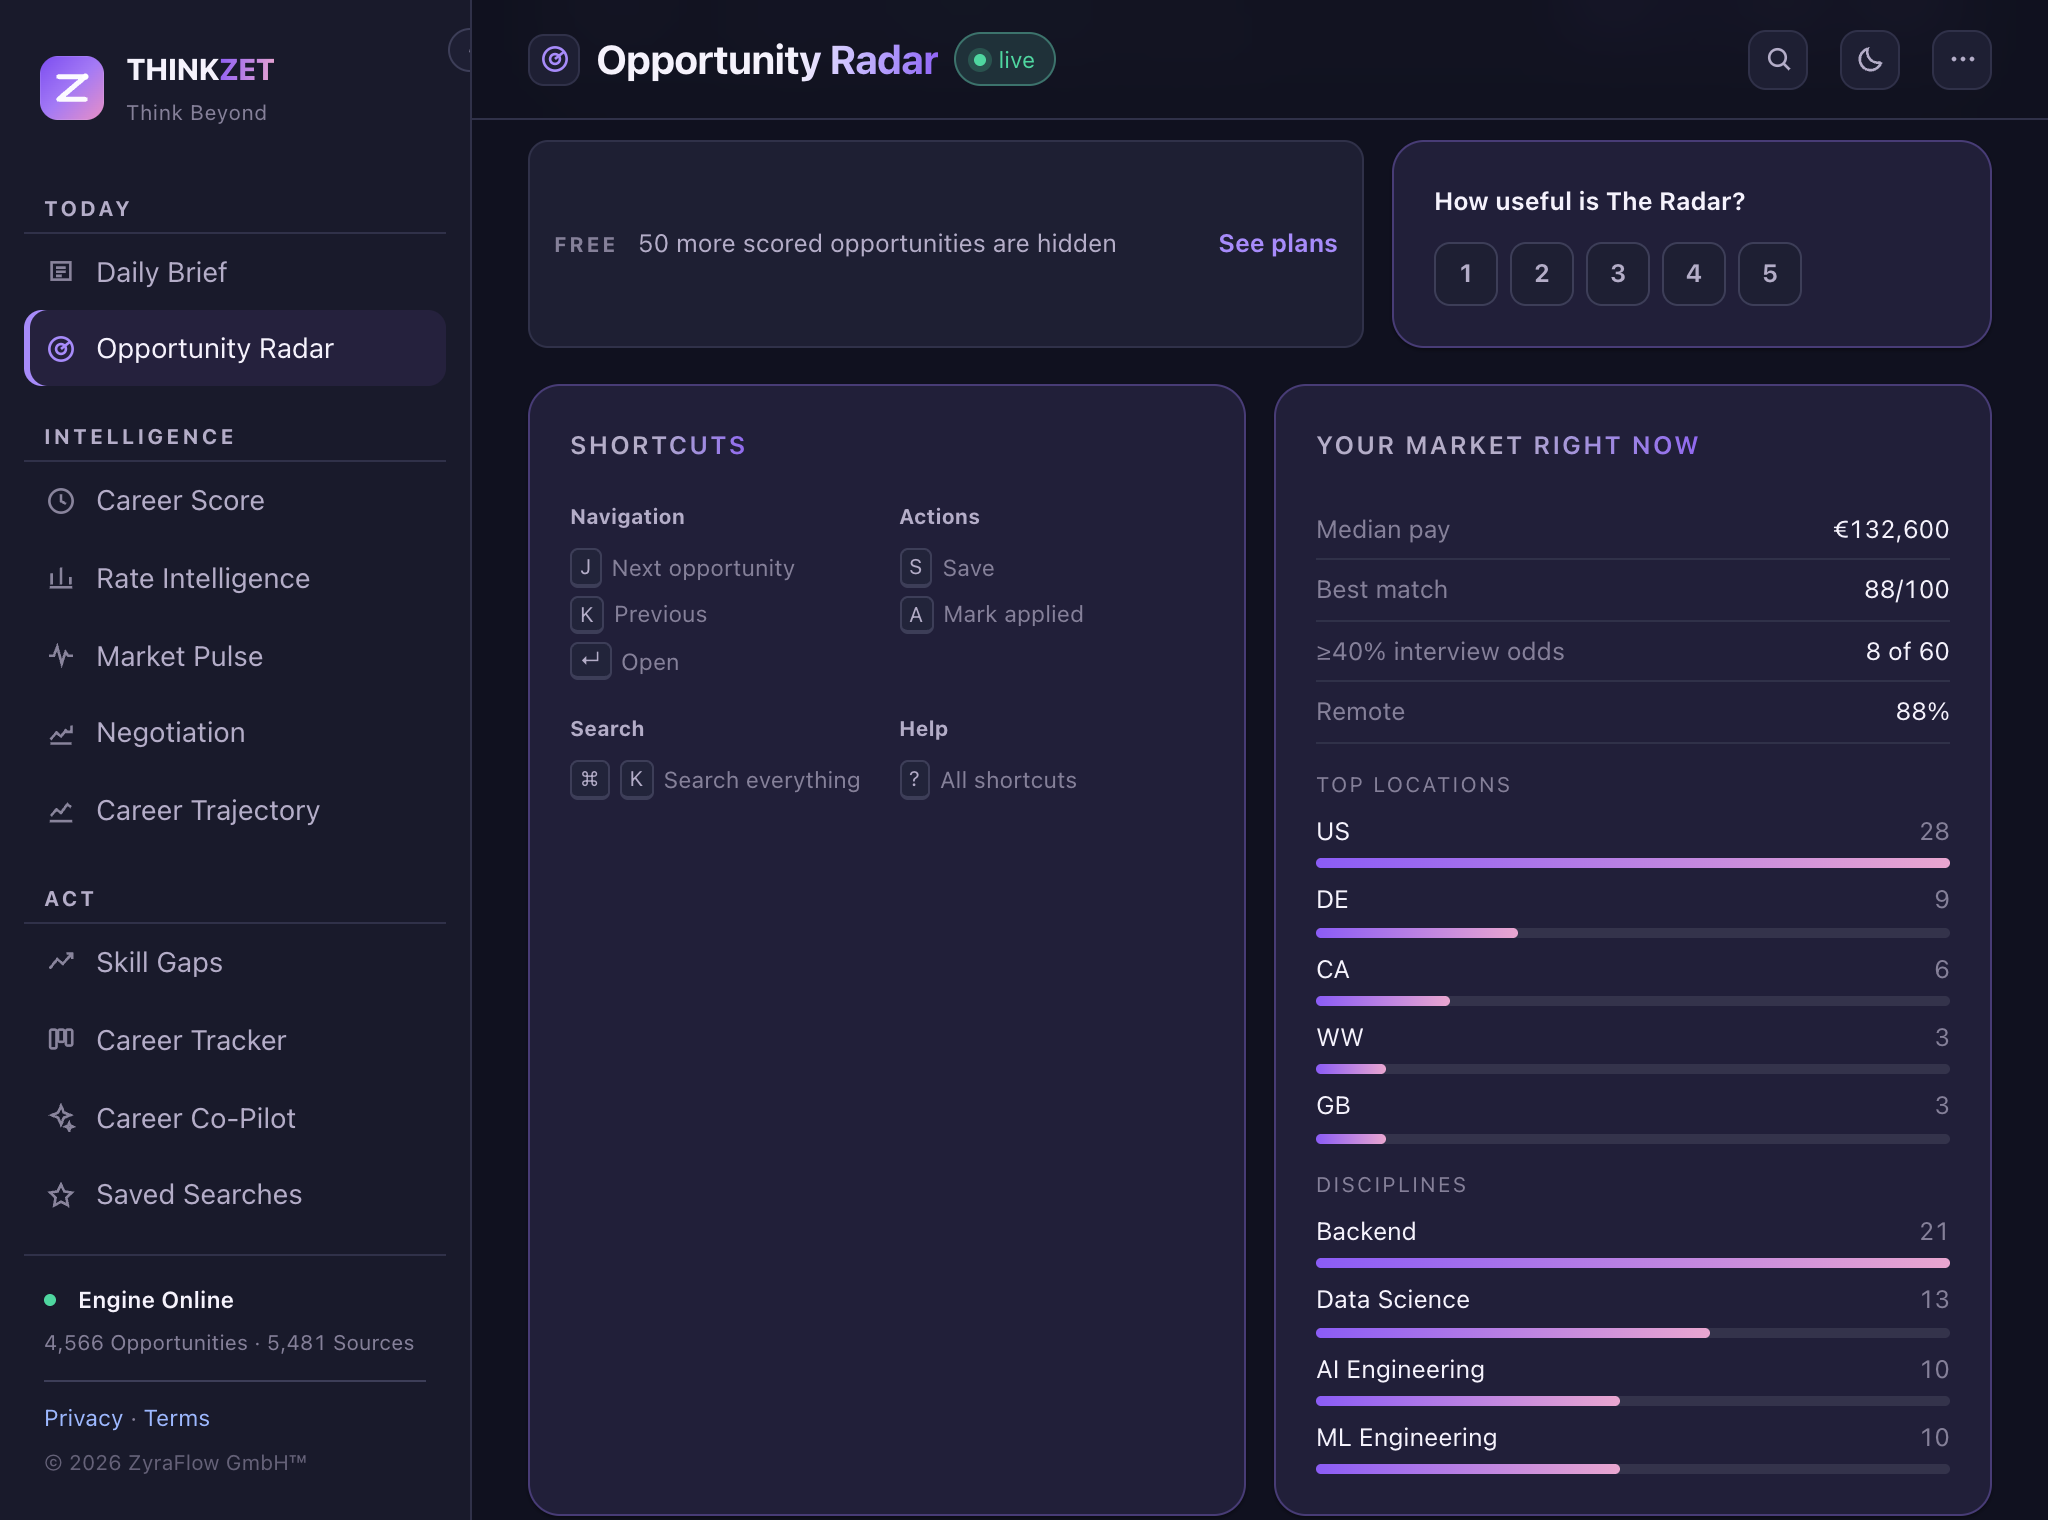 THINKZET
Think Beyond
TODAY
Daily Brief
Opportunity Radar
INTELLIGENCE
Career Score
Rate Intelligence
Market Pulse
Negotiation
Career Trajectory
ACT
Skill Gaps
Career Tracker
Career Co-Pilot
Saved Searches
Engine Online
4,566 Opportunities · 5,481 Sources
Privacy · Terms
© 2026 ZyraFlow GmbH™
Opportunity Radar
live
FREE 50 more scored opportunities are hidden See plans
How useful is The Radar?
1 2 3 4 5
SHORTCUTS
Navigation
J Next opportunity
K Previous
↵ Open
Actions
S Save
A Mark applied
Search
⌘ K Search everything
Help
? All shortcuts
YOUR MARKET RIGHT NOW
Median pay €132,600
Best match 88/100
≥40% interview odds 8 of 60
Remote 88%
TOP LOCATIONS
US 28
DE 9
CA 6
WW 3
GB 3
DISCIPLINES
Backend 21
Data Science 13
AI Engineering 10
ML Engineering 10